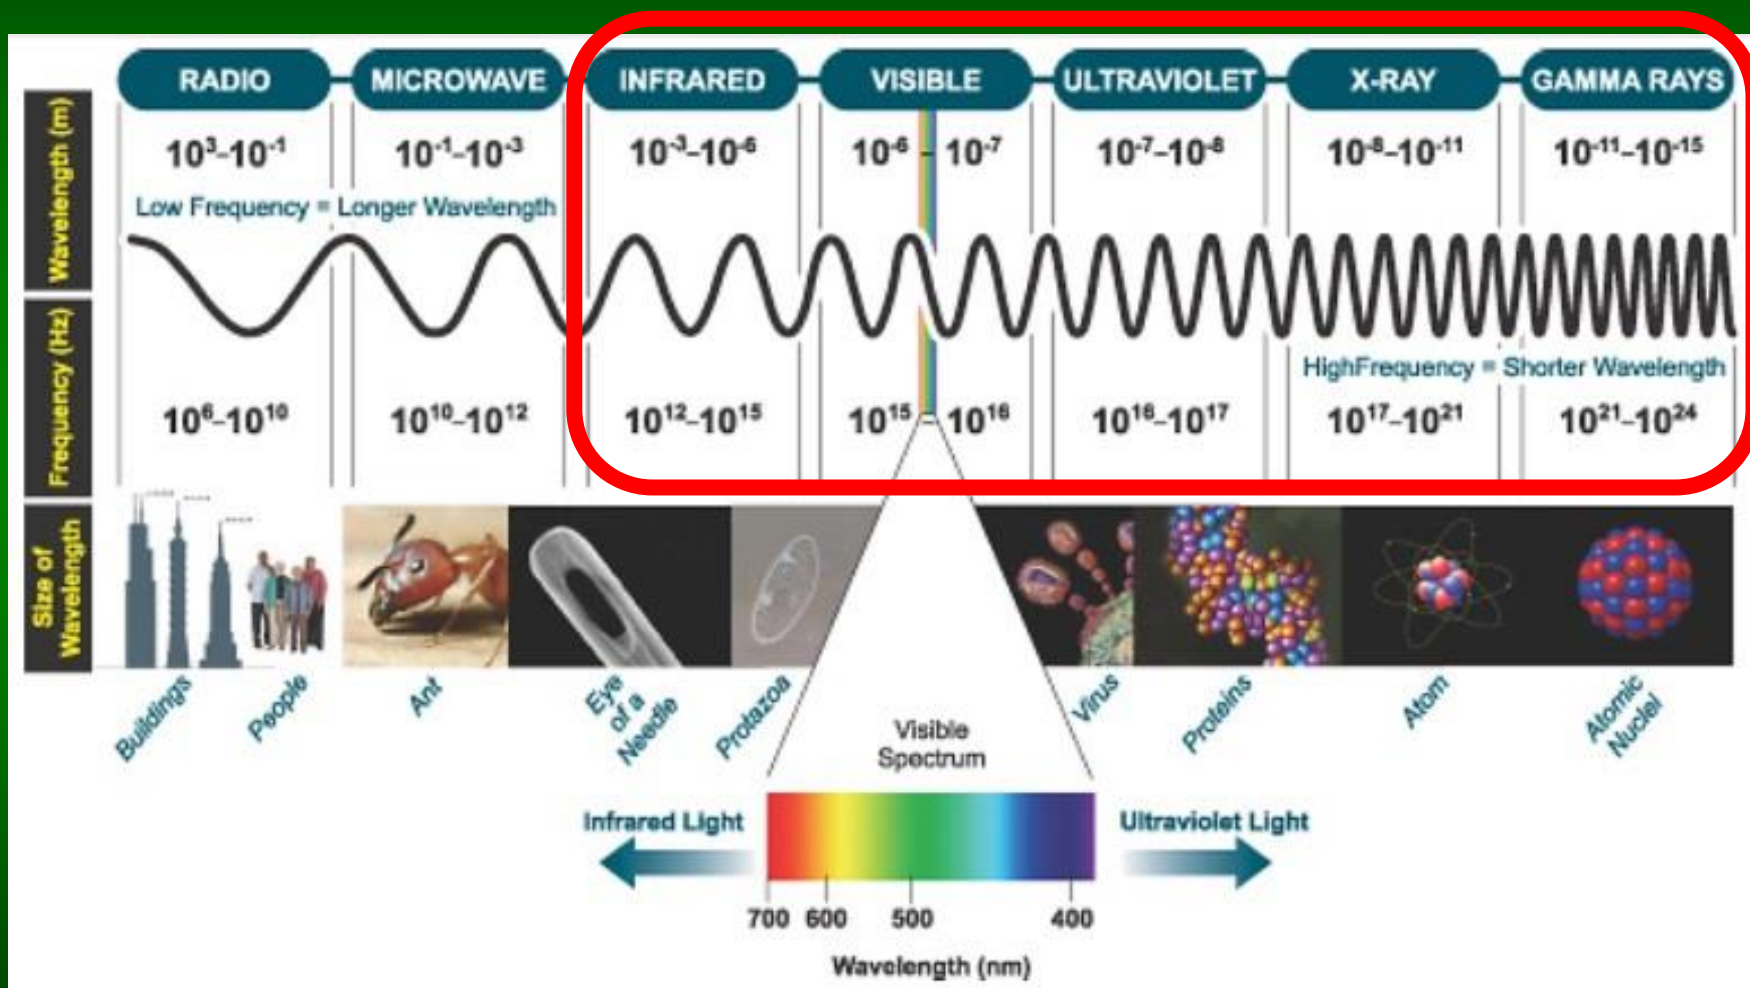 RADIO MICROWAVE INFRARED VISIBLE ULTRAVIOLET X-RAY GAMMA RAYS
Wavelength (m)
10³–10⁻¹ 10⁻¹–10⁻³ 10⁻³–10⁻⁶ 10⁻⁶ - 10⁻⁷ 10⁻⁷–10⁻⁸ 10⁻⁸–10⁻¹¹ 10⁻¹¹–10⁻¹⁵
Low Frequency = Longer Wavelength
HighFrequency = Shorter Wavelength
Frequency (Hz)
10⁶–10¹⁰ 10¹⁰–10¹² 10¹²–10¹⁵ 10¹⁵ – 10¹⁶ 10¹⁶–10¹⁷ 10¹⁷–10²¹ 10²¹–10²⁴
Size of
Wavelength
Buildings
People
Ant
Eye
of a
Needle
Protazoa
Virus
Proteins
Atom
Atomic
Nuclei
Visible
Spectrum
Infrared Light
Ultraviolet Light
700 600 500 400
Wavelength (nm)